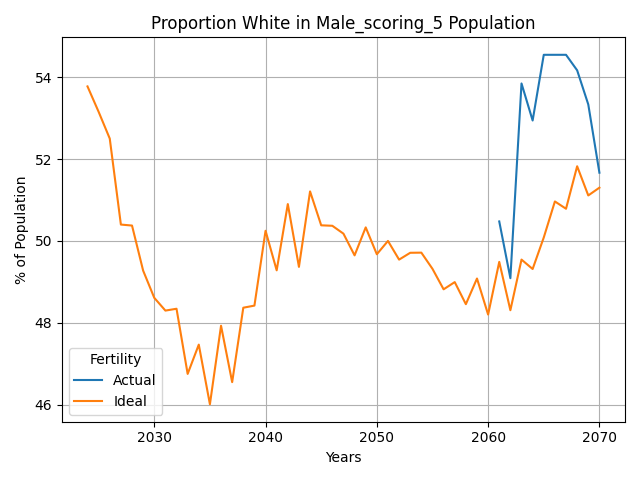 Proportion White in Male_scoring_5 Population
% of Population
54
52
50
48
46
Fertility
Actual
Ideal
2030
2040
2050
2060
2070
Years